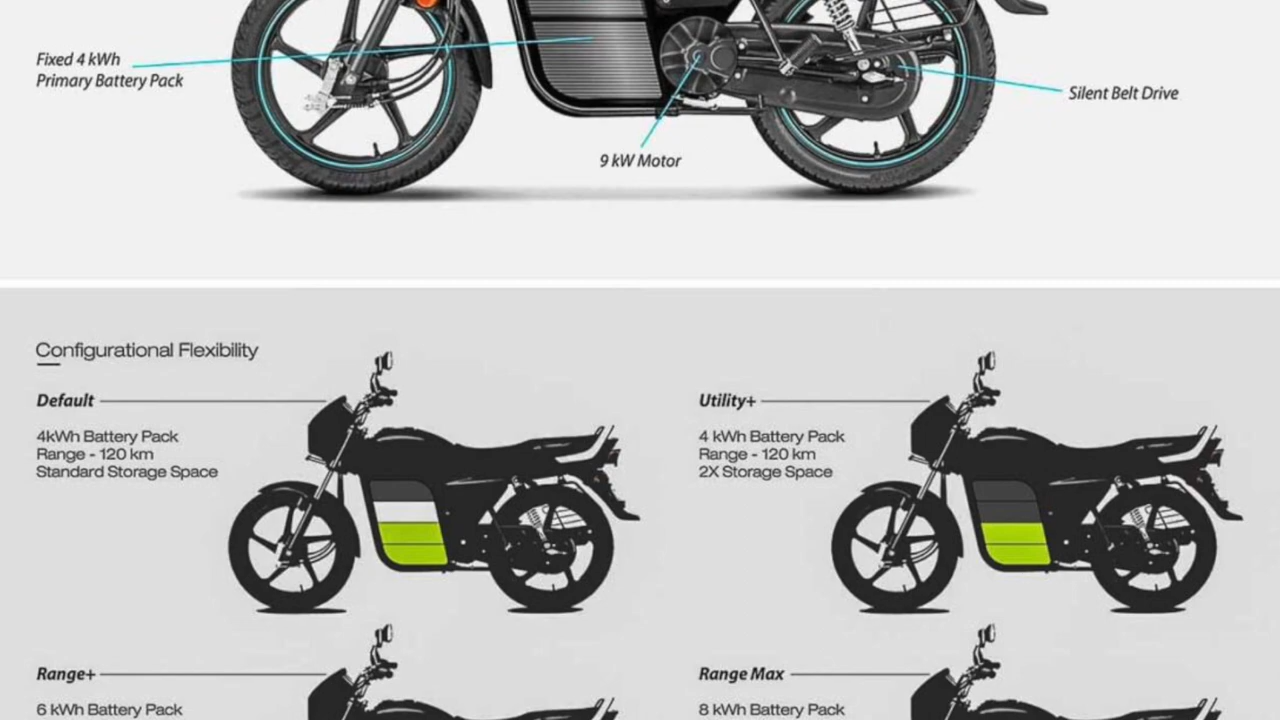 Fixed 4 kWh
Primary Battery Pack
Silent Belt Drive
9 kW Motor
Configurational Flexibility
Default
4kWh Battery Pack
Range - 120 km
Standard Storage Space
Utility+
4 kWh Battery Pack
Range - 120 km
2X Storage Space
Range+
6 kWh Battery Pack
Range Max
8 kWh Battery Pack